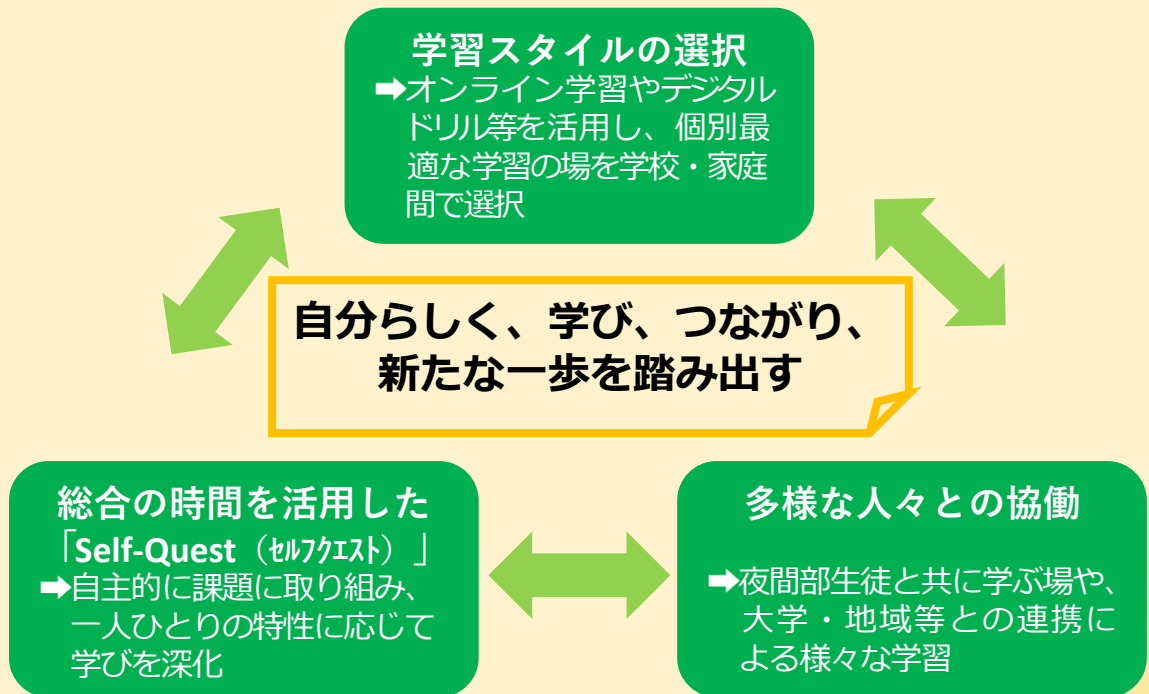 学習スタイルの選択
➡オンライン学習やデジタル
ドリル等を活用し、個別最
適な学習の場を学校・家庭
間で選択
自分らしく、学び、つながり、
新たな一歩を踏み出す
総合の時間を活用した
「Self-Quest（ｾﾙﾌｸｴｽﾄ）」
➡自主的に課題に取り組み、
一人ひとりの特性に応じて
学びを深化
多様な人々との協働
➡夜間部生徒と共に学ぶ場や、
大学・地域等との連携に
よる様々な学習